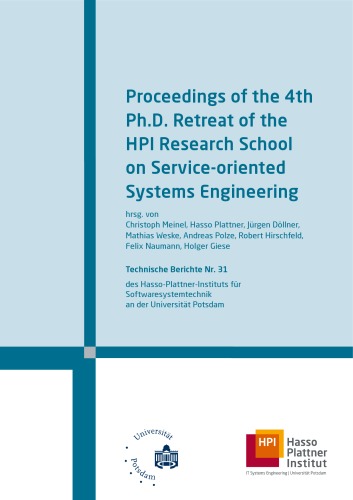 Proceedings of the 4th
Ph.D. Retreat of the
HPI Research School
on Service-oriented
Systems Engineering
hrsg. von
Christoph Meinel, Hasso Plattner, Jürgen Döllner,
Mathias Weske, Andreas Polze, Robert Hirschfeld,
Felix Naumann, Holger Giese
Technische Berichte Nr. 31
des Hasso-Plattner-Instituts für
Softwaresystemtechnik
an der Universität Potsdam
Universität
Potsdam
HPI
Hasso
Plattner
Institut
IT Systems Engineering | Universität Potsdam